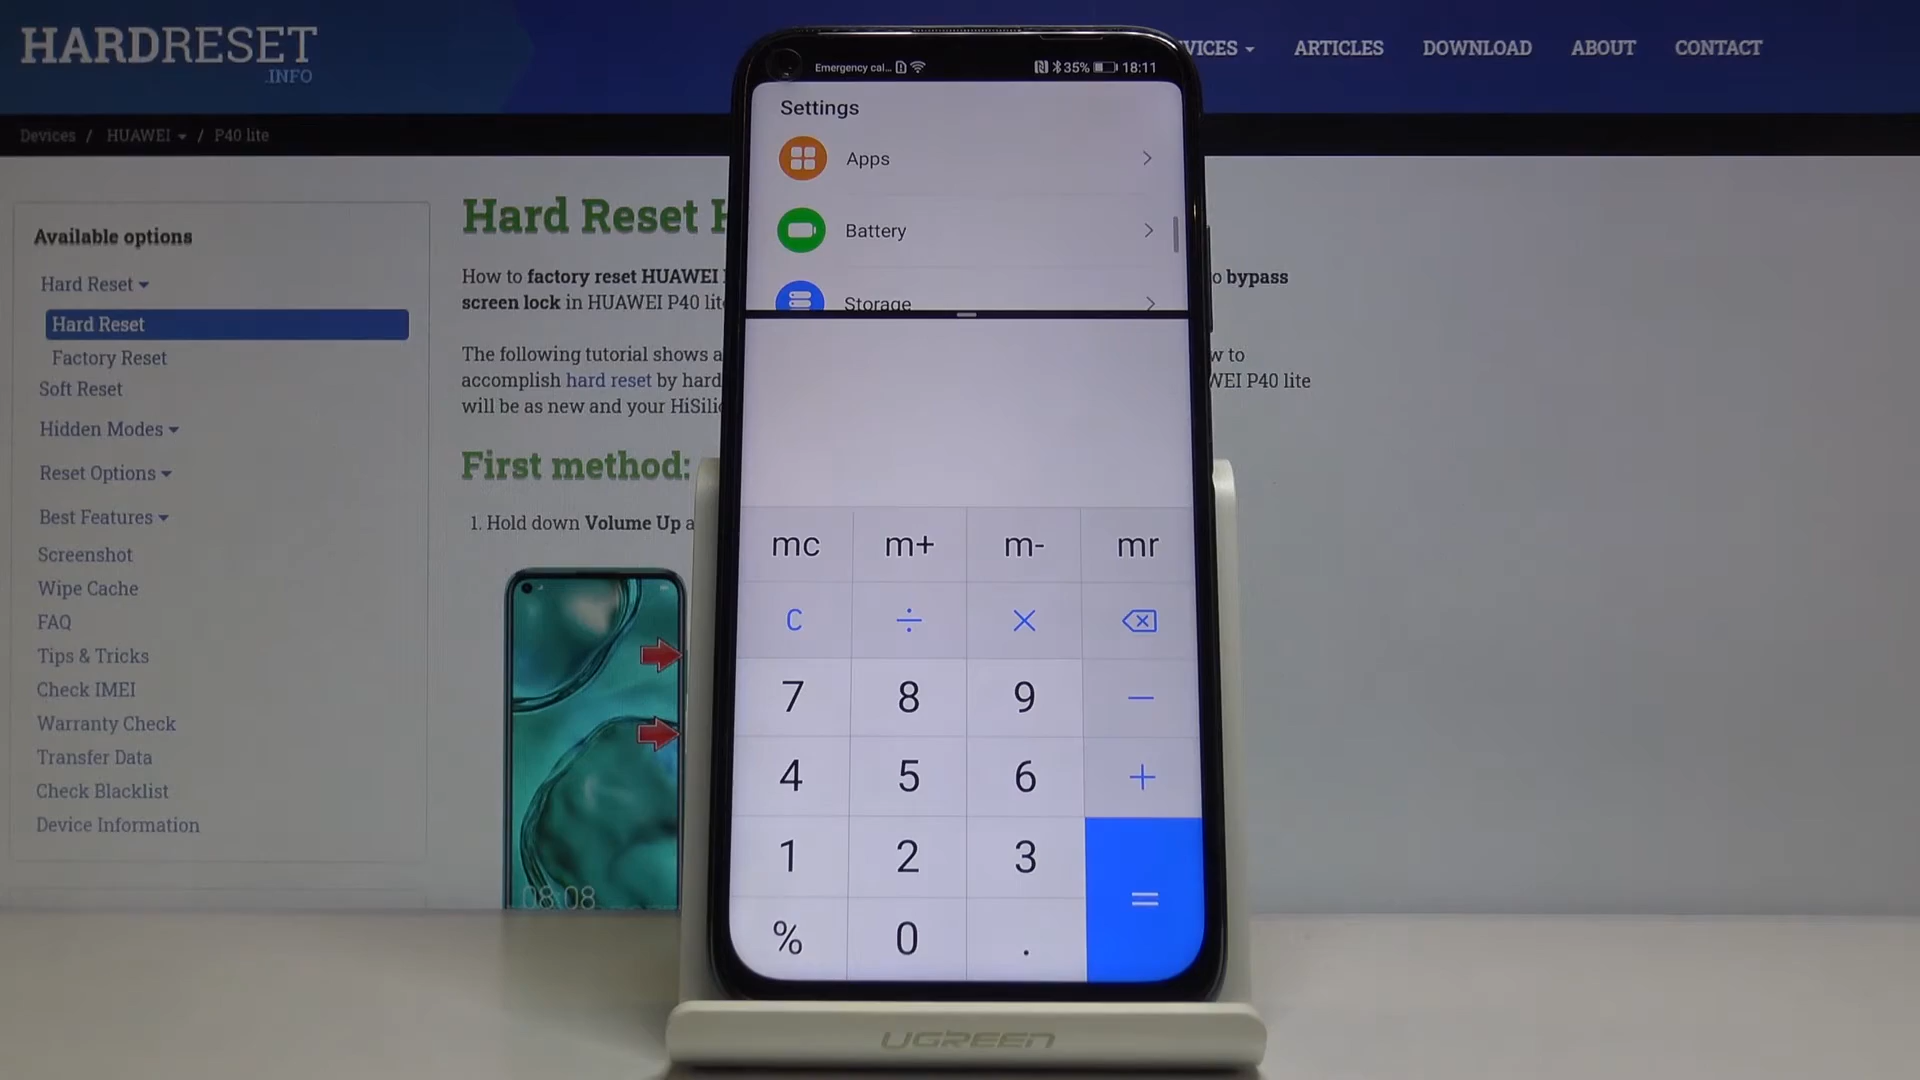 HARDRESET
.INFO
VICES
ARTICLES
DOWNLOAD
ABOUT
CONTACT
Devices / HUAWEI / P40 lite
Available options
Hard Reset
Hard Reset
Factory Reset
Soft Reset
Hidden Modes
Reset Options
Best Features
Screenshot
Wipe Cache
FAQ
Tips & Tricks
Check IMEI
Warranty Check
Transfer Data
Check Blacklist
Device Information
Hard Reset
How to factory reset HUAWEI
o bypass
screen lock in HUAWEI P40 lite
The following tutorial shows a
w to
accomplish hard reset by hard
WEI P40 lite
will be as new and your HiSili
First method:
1. Hold down Volume Up a
08:08
Emergency cal...
35%
18:11
Settings
Apps
Battery
Storage
mc m+ m- mr
C ÷ ×
7 8 9 −
4 5 6 +
1 2 3
% 0 . =
UGREEN